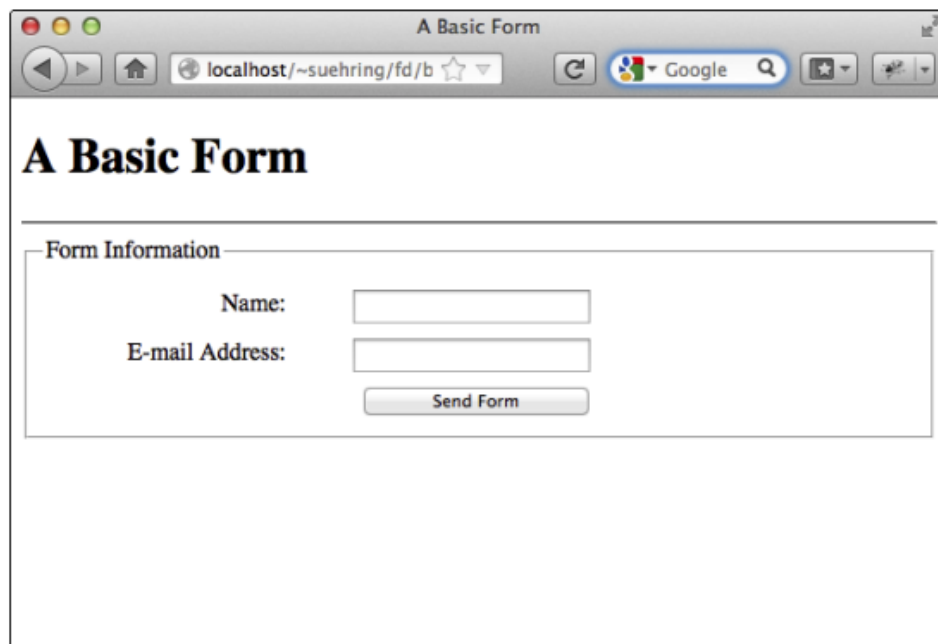 A Basic Form
localhost/~suehring/fd/b
Google
A Basic Form
Form Information
Name:
E-mail Address:
Send Form